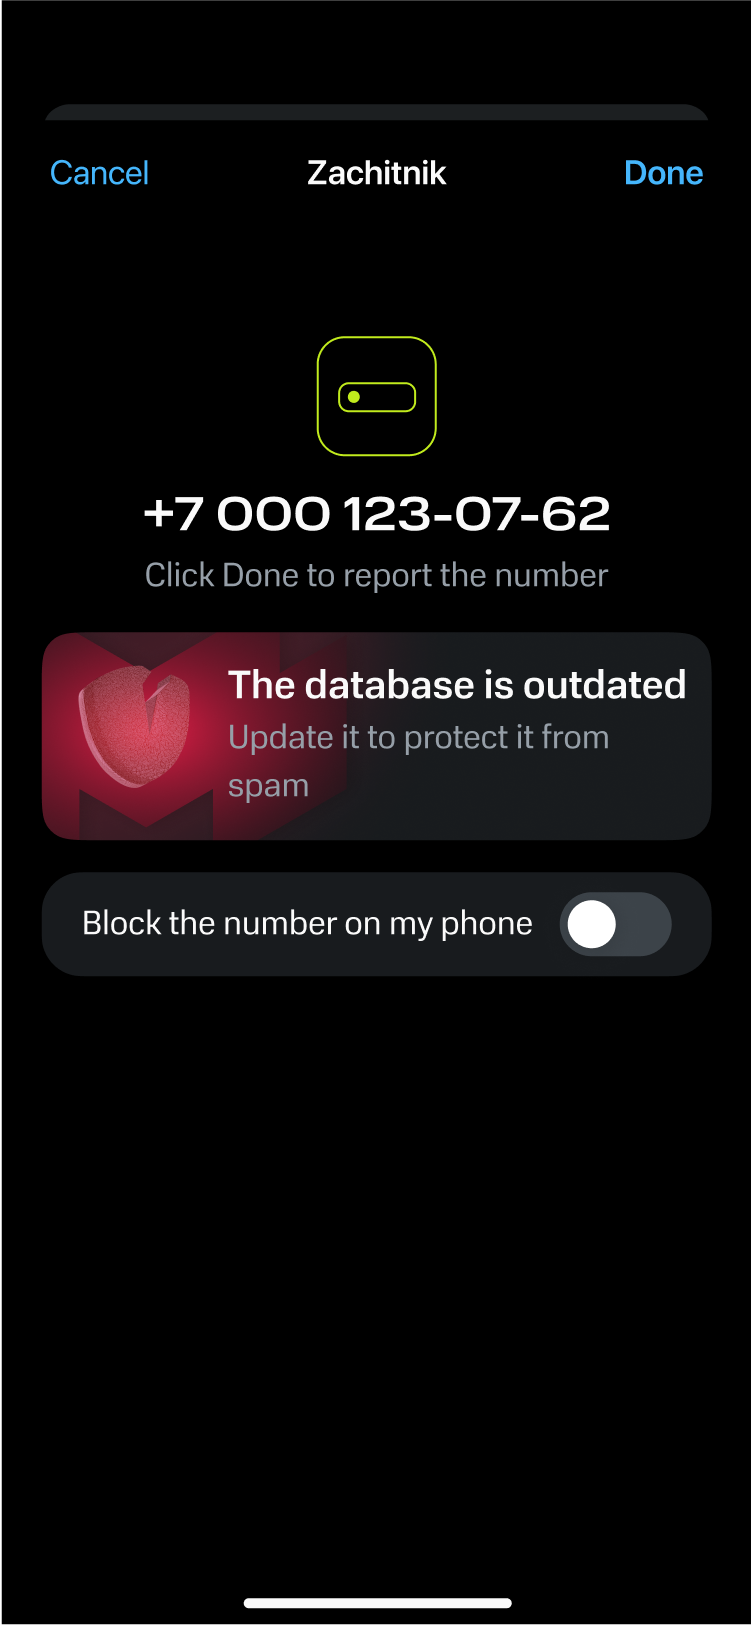 Cancel Zachitnik Done
+7 000 123-07-62
Click Done to report the number
The database is outdated
Update it to protect it from
spam
Block the number on my phone